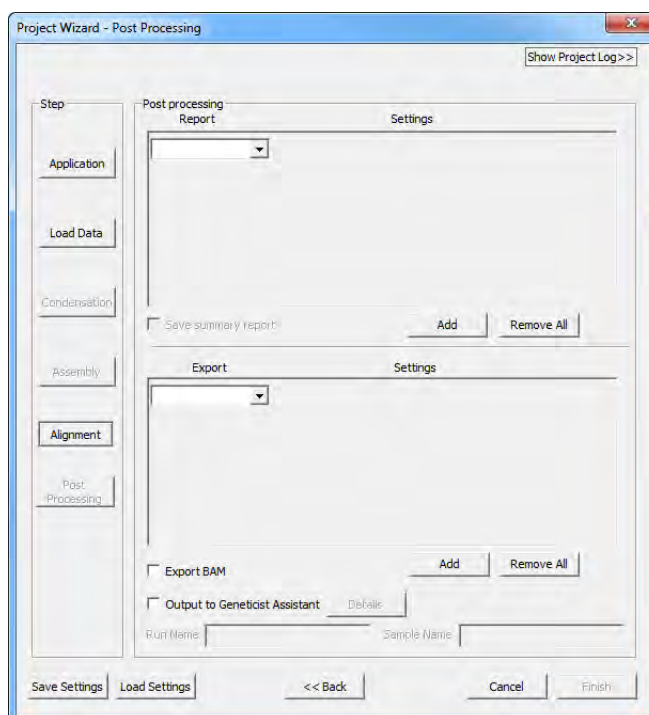 Project Wizard - Post Processing
x
Show Project Log>>
Step
Application
Load Data
Condensation
Assembly
Alignment
Post
Processing
Post processing
Report Settings
Save summary report
Add Remove All
Export Settings
Export BAM
Add Remove All
Output to Geneticist Assistant Details
Run Name Sample Name
Save Settings Load Settings << Back Cancel Finish